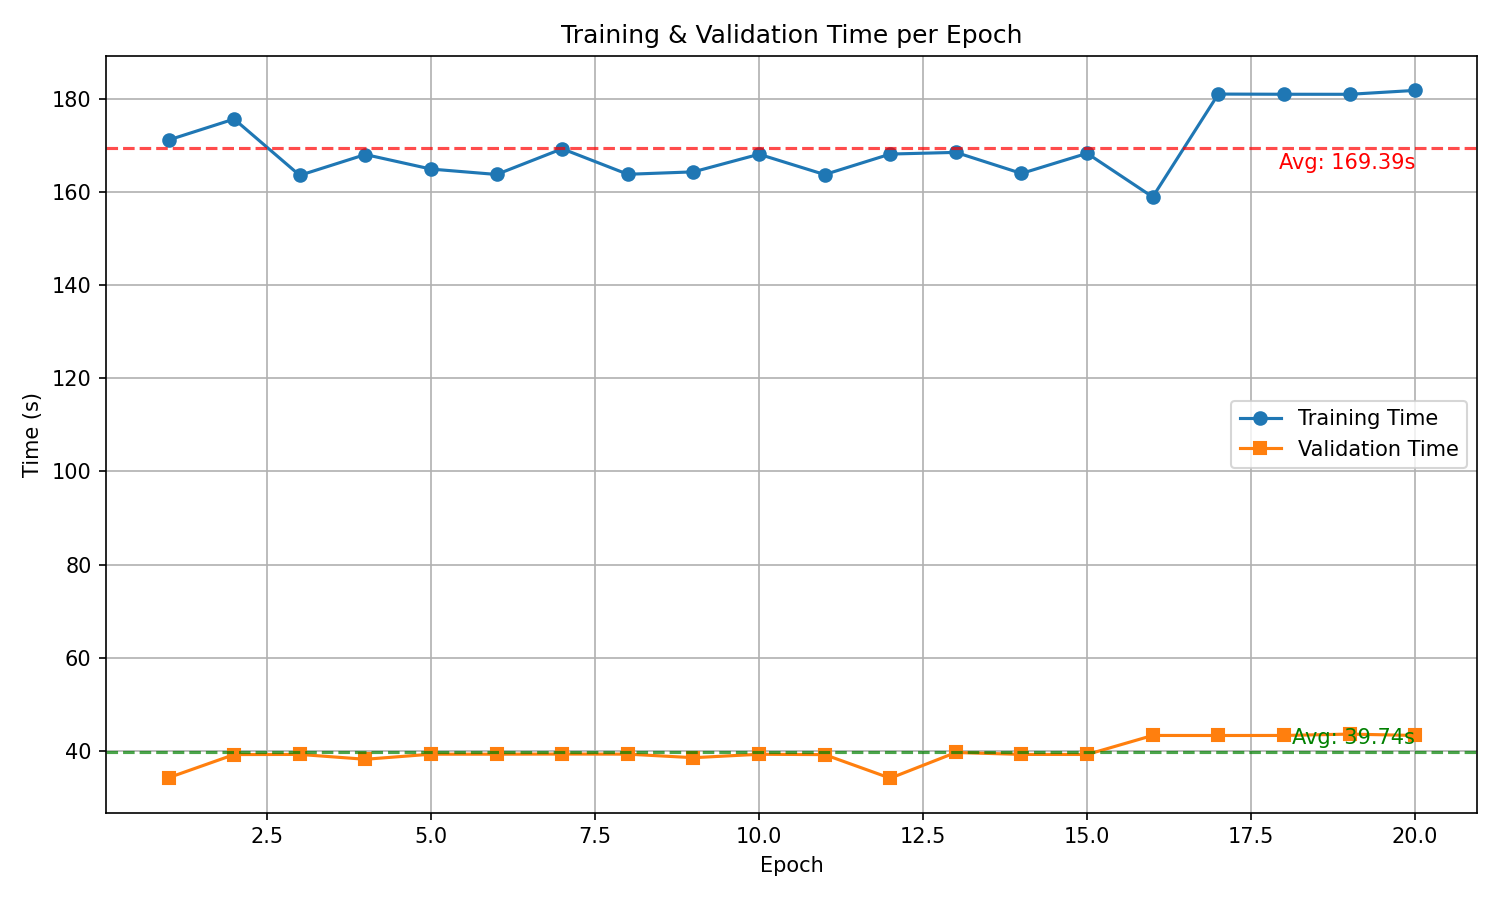 Training & Validation Time per Epoch
Time (s)
180
160
140
120
100
80
60
40
Avg: 169.39s
Training Time
Validation Time
Avg: 39.74s
2.5
5.0
7.5
10.0
12.5
15.0
17.5
20.0
Epoch